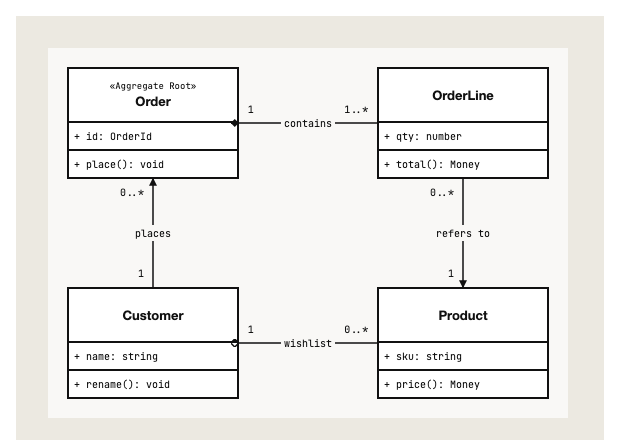 «Aggregate Root»
Order
+ id: OrderId
+ place(): void
1
contains
1..*
OrderLine
+ qty: number
+ total(): Money
0..*
places
1
0..*
refers to
1
Customer
+ name: string
+ rename(): void
1
wishlist
0..*
Product
+ sku: string
+ price(): Money